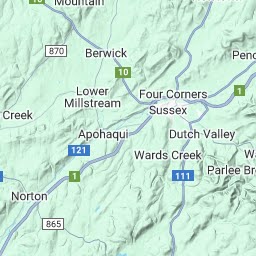 Mountain
870
Berwick
Penc
10
Four Corners
1
Lower
Millstream
Sussex
Creek
Apohaqui
Dutch Valley
121
Wards Creek
Parlee Bro
1
111
Norton
865